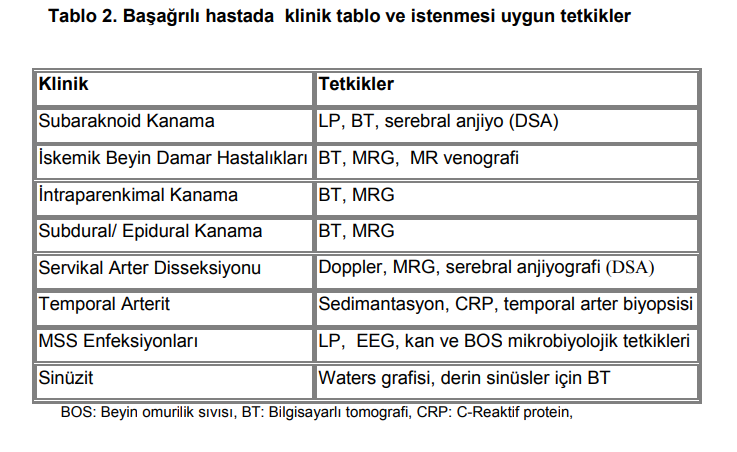 Tablo 2. Başağrılı hastada klinik tablo ve istenmesi uygun tetkikler
Klinik Tetkikler
Subaraknoid Kanama LP, BT, serebral anjiyo (DSA)
İskemik Beyin Damar Hastalıkları BT, MRG, MR venografi
İntraparenkimal Kanama BT, MRG
Subdural/ Epidural Kanama BT, MRG
Servikal Arter Disseksiyonu Doppler, MRG, serebral anjiyografi (DSA)
Temporal Arterit Sedimantasyon, CRP, temporal arter biyopsisi
MSS Enfeksiyonları LP, EEG, kan ve BOS mikrobiyolojik tetkikleri
Sinüzit Waters grafisi, derin sinüsler için BT
BOS: Beyin omurilik sıvısı, BT: Bilgisayarlı tomografi, CRP: C-Reaktif protein,